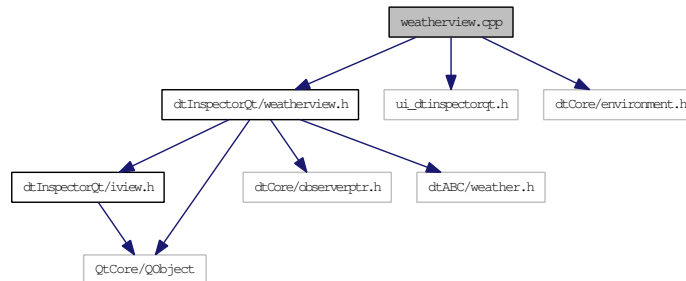 weatherview.cpp
dtInspectorQt/weatherview.h
ui_dtinspectorqt.h
dtCore/environment.h
dtInspectorQt/iview.h
dtCore/observerptr.h
dtABC/weather.h
QtCore/QObject